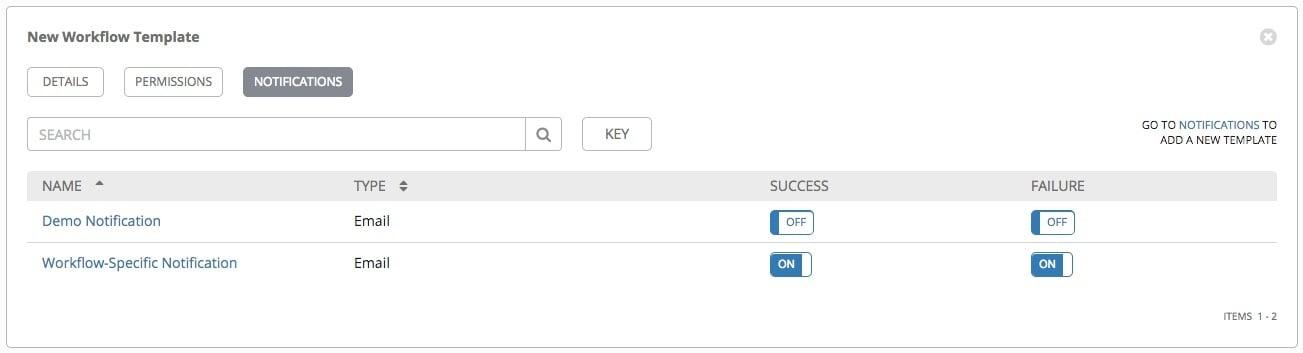 New Workflow Template
DETAILS PERMISSIONS NOTIFICATIONS
SEARCH KEY
GO TO NOTIFICATIONS TO
ADD A NEW TEMPLATE
NAME TYPE SUCCESS FAILURE
Demo Notification Email OFF OFF
Workflow-Specific Notification Email ON ON
ITEMS 1 - 2